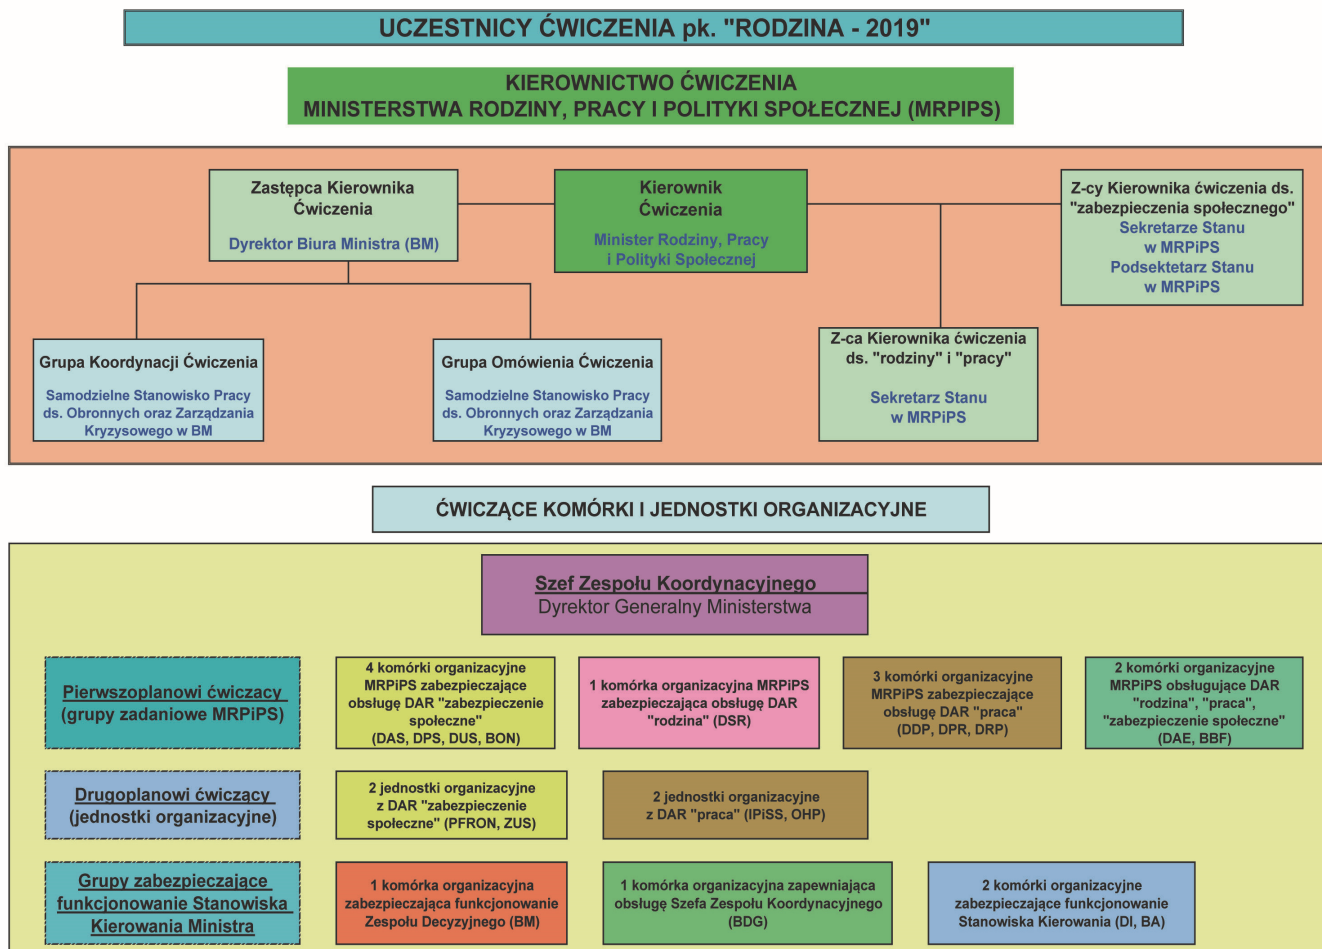 UCZESTNICY ĆWICZENIA pk. "RODZINA - 2019"
KIEROWNICTWO ĆWICZENIA
MINISTERSTWA RODZINY, PRACY I POLITYKI SPOŁECZNEJ (MRPIPS)
Zastępca Kierownika
Ćwiczenia
Dyrektor Biura Ministra (BM)
Kierownik
Ćwiczenia
Minister Rodziny, Pracy
i Polityki Społecznej
Z-cy Kierownika ćwiczenia ds.
"zabezpieczenia społecznego"
Sekretarze Stanu
w MRPiPS
Podsektetarz Stanu
w MRPiPS
Grupa Koordynacji Ćwiczenia
Samodzielne Stanowisko Pracy
ds. Obronnych oraz Zarządzania
Kryzysowego w BM
Grupa Omówienia Ćwiczenia
Samodzielne Stanowisko Pracy
ds. Obronnych oraz Zarządzania
Kryzysowego w BM
Z-ca Kierownika ćwiczenia
ds. "rodziny" i "pracy"
Sekretarz Stanu
w MRPiPS
ĆWICZĄCE KOMÓRKI I JEDNOSTKI ORGANIZACYJNE
Szef Zespołu Koordynacyjnego
Dyrektor Generalny Ministerstwa
Pierwszoplanowi ćwiczacy
(grupy zadaniowe MRPiPS)
4 komórki organizacyjne
MRPiPS zabezpieczające
obsługę DAR "zabezpieczenie
społeczne"
(DAS, DPS, DUS, BON)
1 komórka organizacyjna MRPiPS
zabezpieczająca obsługę DAR
"rodzina" (DSR)
3 komórki organizacyjne
MRPiPS zabezpieczające
obsługę DAR "praca"
(DDP, DPR, DRP)
2 komórki organizacyjne
MRPiPS obsługujące DAR
"rodzina", "praca",
"zabezpieczenie społeczne"
(DAE, BBF)
Drugoplanowi ćwiczący
(jednostki organizacyjne)
2 jednostki organizacyjne
z DAR "zabezpieczenie
społeczne" (PFRON, ZUS)
2 jednostki organizacyjne
z DAR "praca" (IPiSS, OHP)
Grupy zabezpieczające
funkcjonowanie Stanowiska
Kierowania Ministra
1 komórka organizacyjna
zabezpieczająca funkcjonowanie
Zespołu Decyzyjnego (BM)
1 komórka organizacyjna zapewniająca
obsługę Szefa Zespołu Koordynacyjnego
(BDG)
2 komórki organizacyjne
zabezpieczające funkcjonowanie
Stanowiska Kierowania (DI, BA)